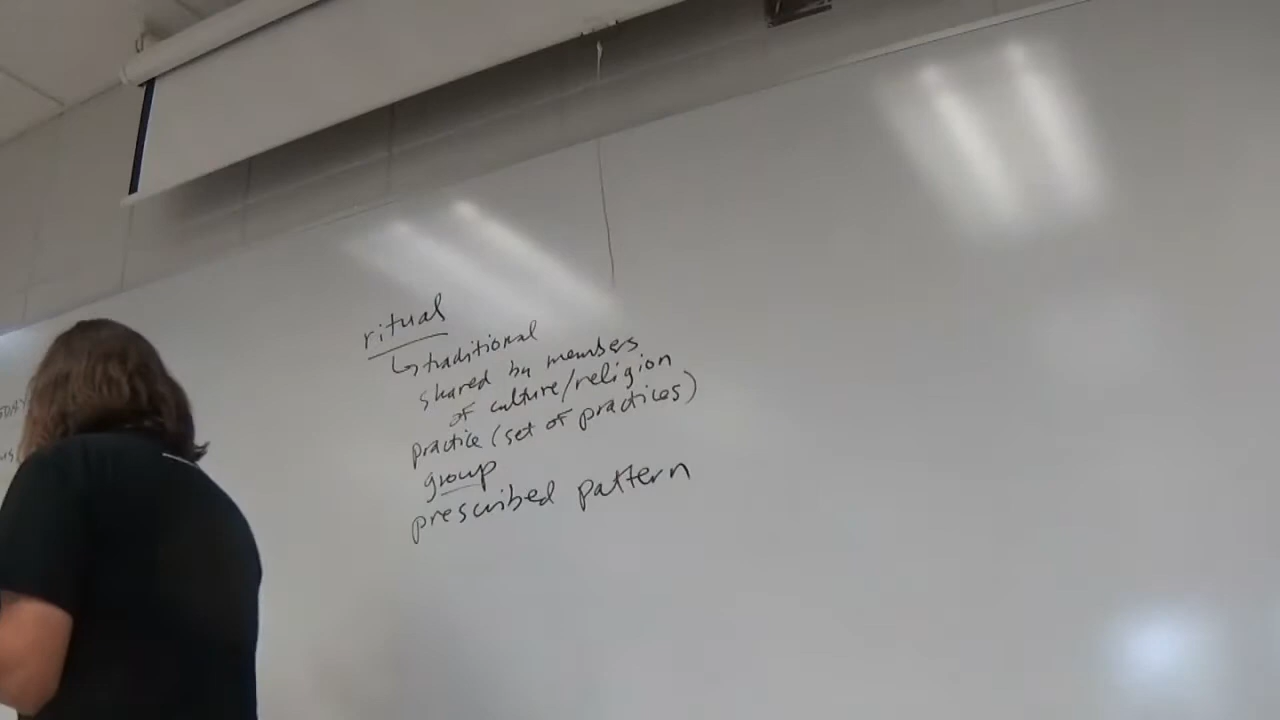 ritual
↳ traditional
shared by members
of culture/religion
practice (set of practices)
group
prescribed pattern